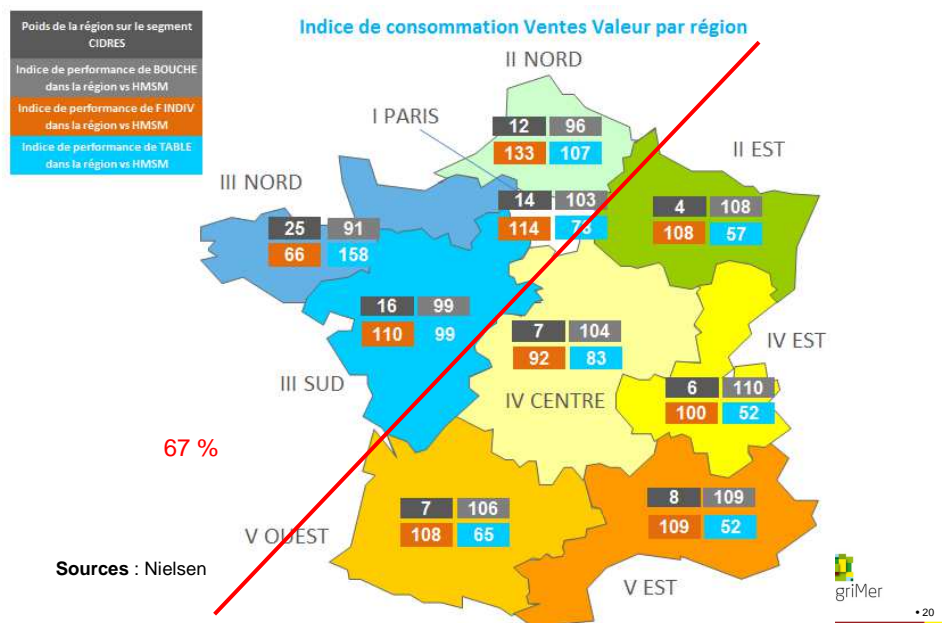 Poids de la région sur le segment
CIDRES
Indice de performance de BOUCHE
dans la région vs HMSM
Indice de performance de F INDIV
dans la région vs HMSM
Indice de performance de TABLE
dans la région vs HMSM
Indice de consommation Ventes Valeur par région
II NORD
12 96
133 107
I PARIS
14 103
114
II EST
4 108
108 57
III NORD
25 91
66 158
16 99
110 99
III SUD
7 104
92 83
IV CENTRE
IV EST
6 110
100 52
67 %
7 106
108 65
V OUEST
8 109
109 52
V EST
Sources : Nielsen
griMer
• 20